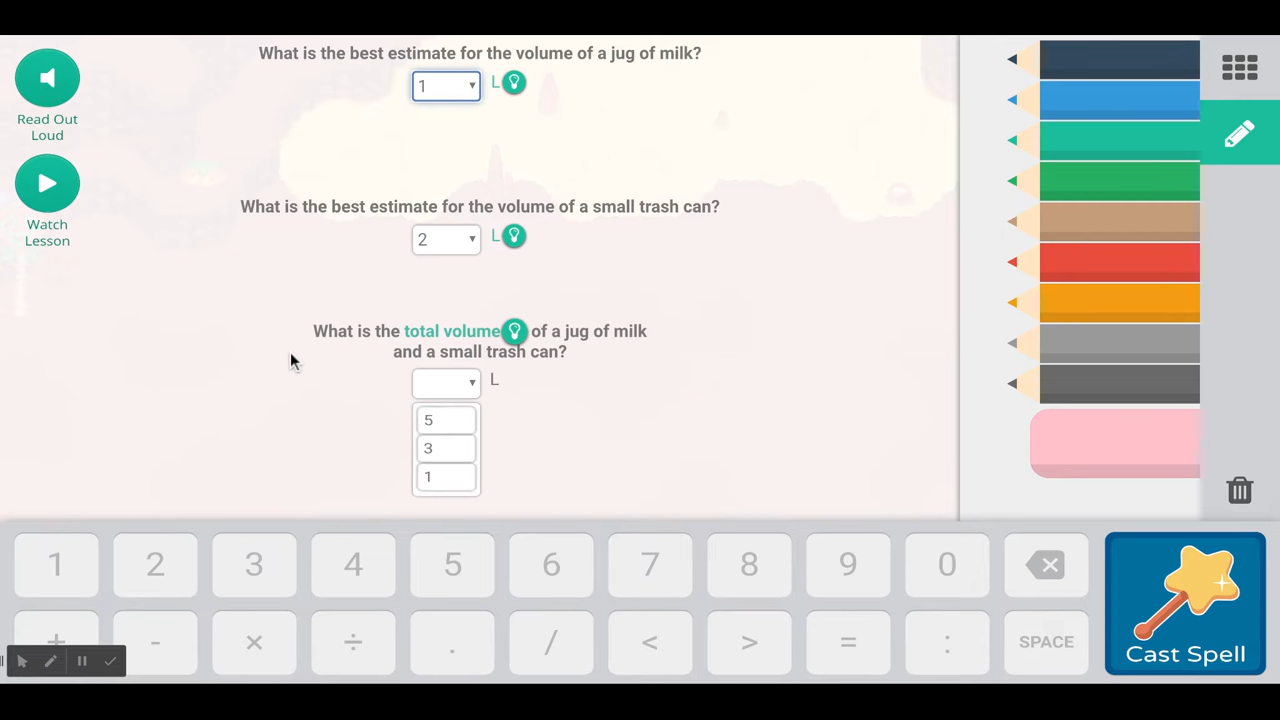 What is the best estimate for the volume of a jug of milk?
1 L
Read Out
Loud
Watch
Lesson
What is the best estimate for the volume of a small trash can?
2 L
What is the total volume of a jug of milk
and a small trash can?
L
5
3
1
1 2 3 4 5 6 7 8 9 0
+ - × ÷ . / < > = : SPACE
Cast Spell